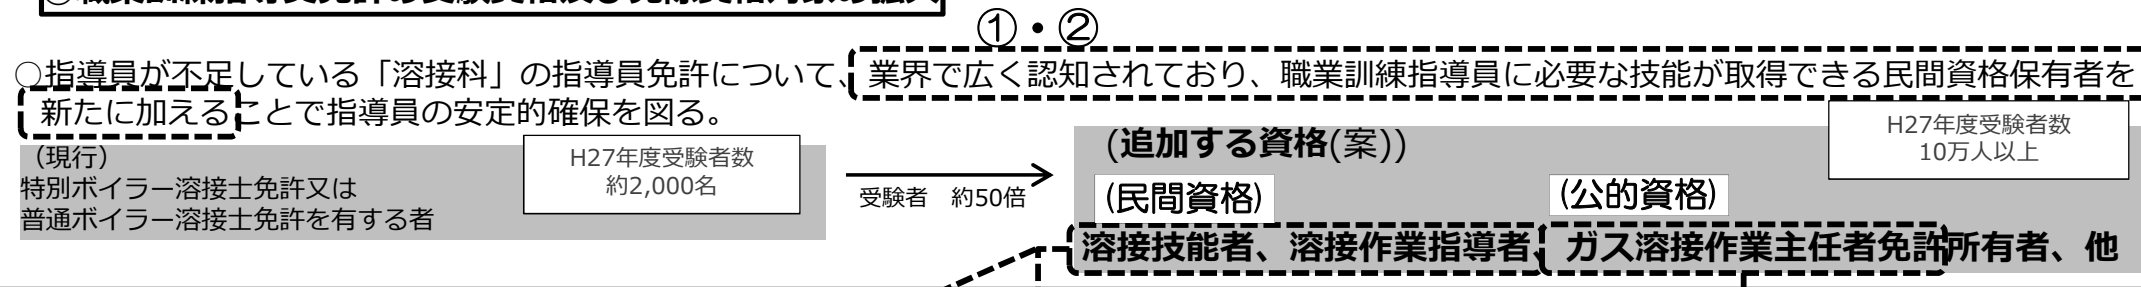 ①・②
○指導員が不足している「溶接科」の指導員免許について、業界で広く認知されており、職業訓練指導員に必要な技能が取得できる民間資格保有者を
新たに加えることで指導員の安定的確保を図る。
（現行）
特別ボイラー溶接士免許又は
普通ボイラー溶接士免許を有する者
H27年度受験者数
約2,000名
受験者　約50倍
(追加する資格(案))
H27年度受験者数
10万人以上
(民間資格)
(公的資格)
溶接技能者、溶接作業指導者、ガス溶接作業主任者免許所有者、他